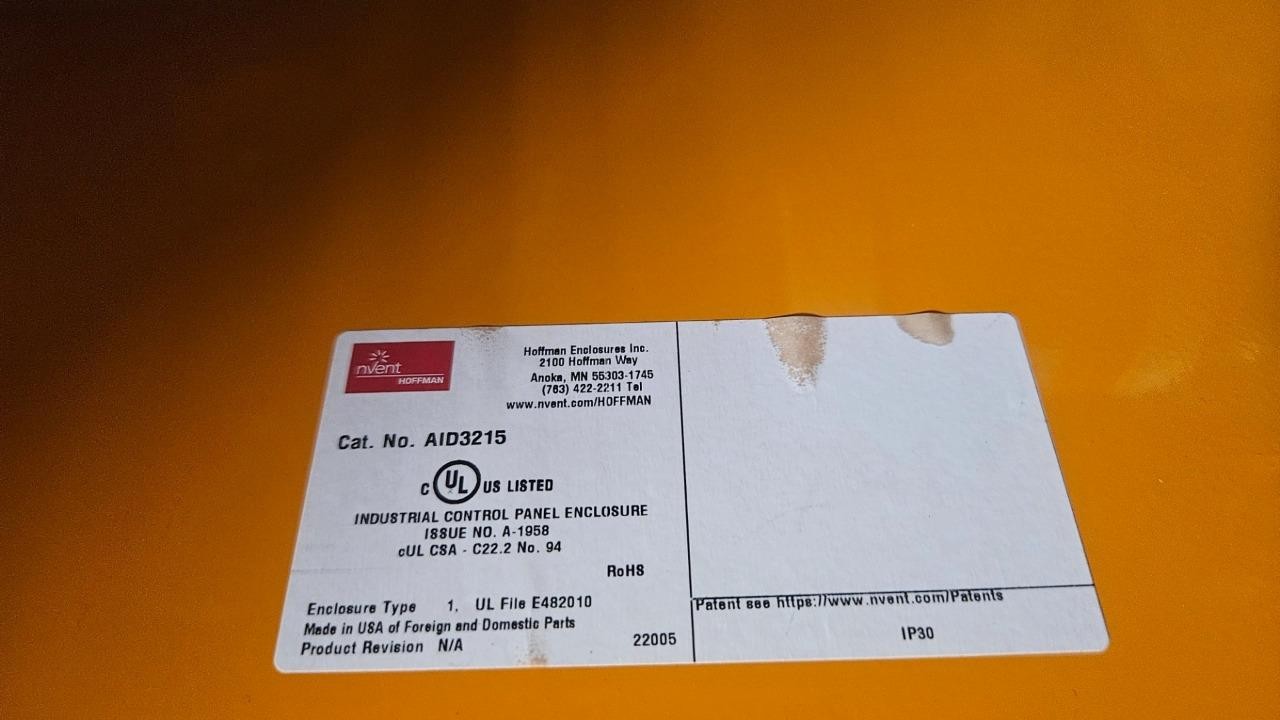 nvent
HOFFMAN
Hoffman Enclosures Inc.
2100 Hoffman Way
Anoka, MN 55303-1745
(763) 422-2211 Tel
www.nvent.com/HOFFMAN
Cat. No. AID3215
C UL US LISTED
INDUSTRIAL CONTROL PANEL ENCLOSURE
ISSUE NO. A-1958
cUL CSA - C22.2 No. 94
RoHS
Enclosure Type 1, UL File E482010
Made in USA of Foreign and Domestic Parts
Product Revision N/A
22005
Patent see https://www.nvent.com/Patents
IP30